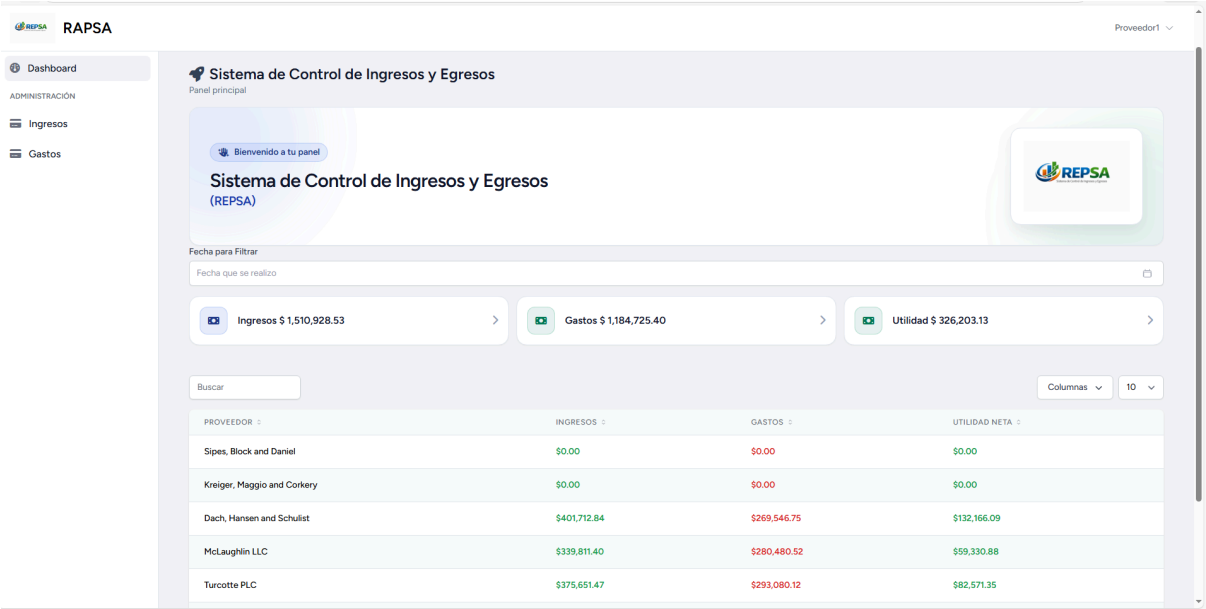 REPSA RAPSA Proveedor1
Dashboard
ADMINISTRACIÓN
Ingresos
Gastos
Sistema de Control de Ingresos y Egresos
Panel principal
Bienvenido a tu panel
Sistema de Control de Ingresos y Egresos
(REPSA)
REPSA
Fecha para Filtrar
Fecha que se realizo
Ingresos $ 1,510,928.53
Gastos $ 1,184,725.40
Utilidad $ 326,203.13
Buscar
Columnas
10
PROVEEDOR INGRESOS GASTOS UTILIDAD NETA
Sipes, Block and Daniel $0.00 $0.00 $0.00
Kreiger, Maggio and Corkery $0.00 $0.00 $0.00
Dach, Hansen and Schulist $401,712.84 $269,546.75 $132,166.09
McLaughlin LLC $339,811.40 $280,480.52 $59,330.88
Turcotte PLC $375,651.47 $293,080.12 $82,571.35